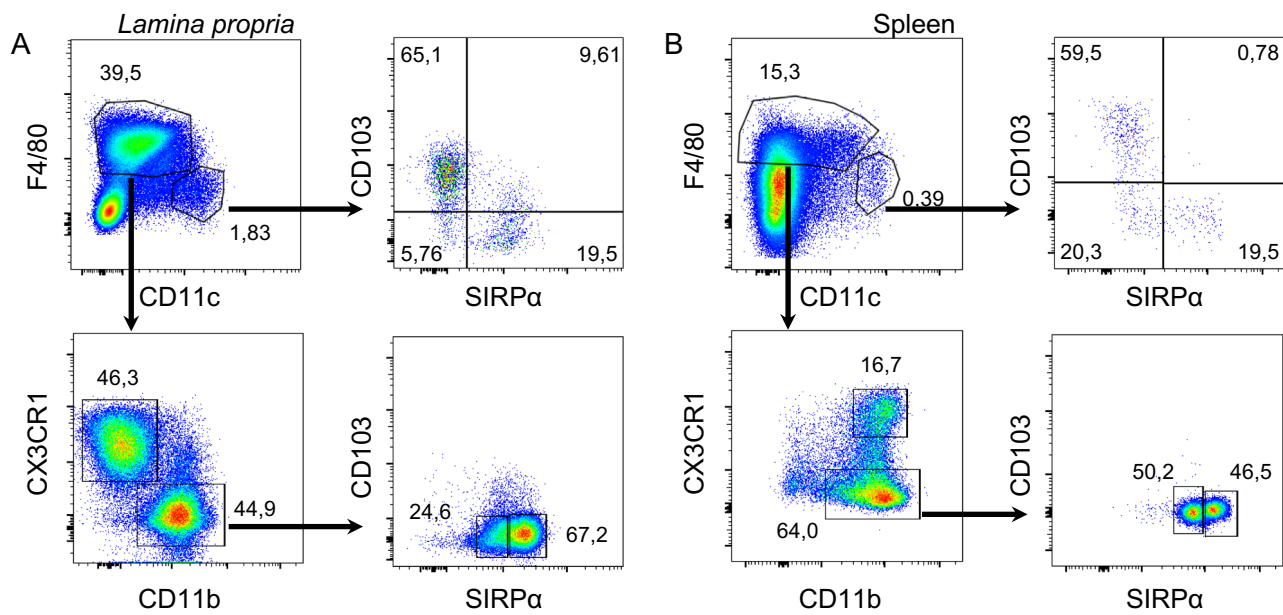 A
Lamina propria
39,5
F4/80
1,83
CD11c
65,1
9,61
CD103
5,76
19,5
SIRPα
46,3
CX3CR1
44,9
CD11b
CD103
24,6
67,2
SIRPα
B
Spleen
15,3
F4/80
0.39
CD11c
59,5
0,78
CD103
20,3
19,5
SIRPα
16,7
CX3CR1
64,0
CD11b
CD103
50,2
46,5
SIRPα